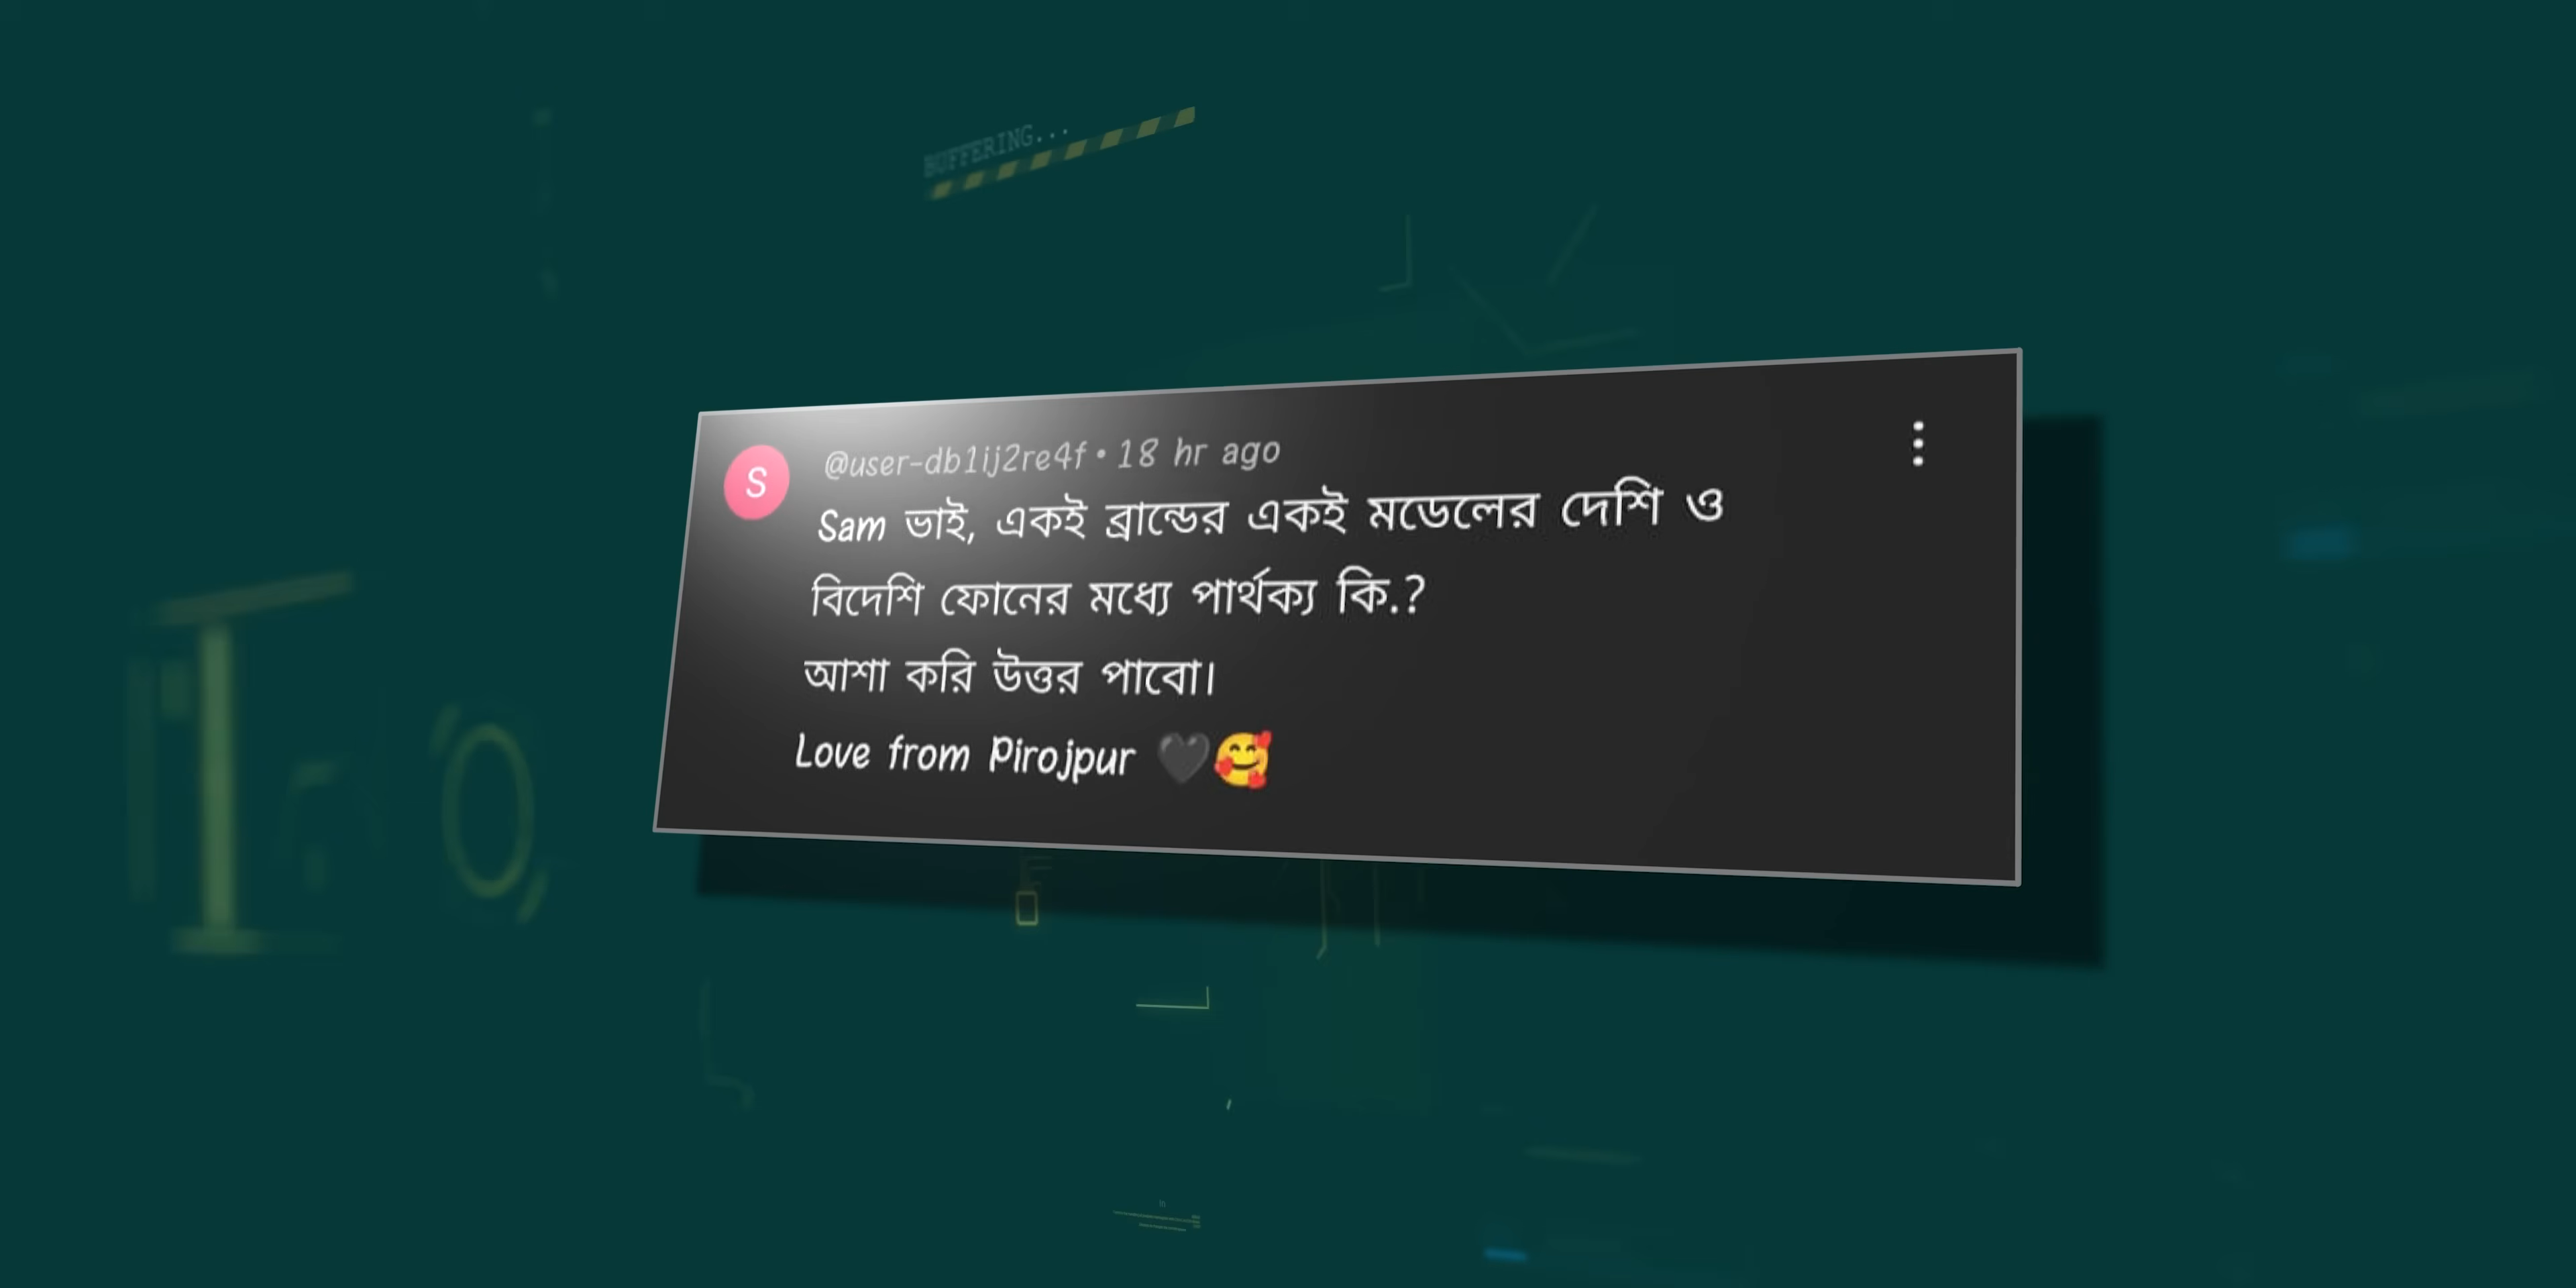 BUFFERING...
S
@user-db1ij2re4f • 18 hr ago
Sam ভাই, একই ব্রান্ডের একই মডেলের দেশি ও
বিদেশি ফোনের মধ্যে পার্থক্য কি.?
আশা করি উত্তর পাবো।
Love from Pirojpur 🖤🥰